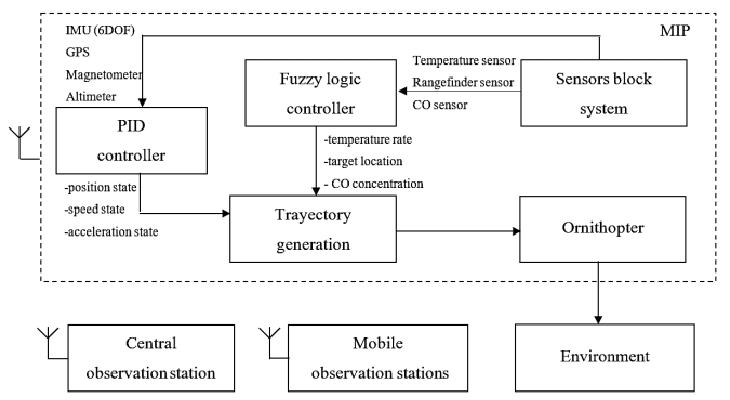 IMU (6DOF)
GPS
Magnetometer
Altimeter
MIP
Temperature sensor
Rangefinder sensor
CO sensor
Fuzzy logic
controller
Sensors block
system
PID
controller
-temperature rate
-target location
- CO concentration
-position state
-speed state
-acceleration state
Trayectory
generation
Ornithopter
Central
observation station
Mobile
observation stations
Environment